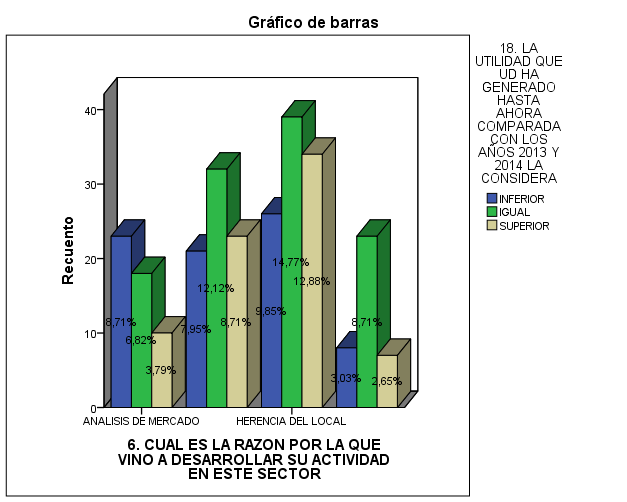 Gráfico de barras
18. LA
UTILIDAD QUE
UD HA
GENERADO
HASTA
AHORA
COMPARADA
CON LOS
AÑOS 2013 Y
2014 LA
CONSIDERA
INFERIOR
IGUAL
SUPERIOR
Recuento
40
30
20
10
0
8,71%
6,82%
3,79%
7,95%
12,12%
8,71%
9,85%
14,77%
12,88%
3,03%
8,71%
2,65%
ANALISIS DE MERCADO
HERENCIA DEL LOCAL
6. CUAL ES LA RAZON POR LA QUE
VINO A DESARROLLAR SU ACTIVIDAD
EN ESTE SECTOR